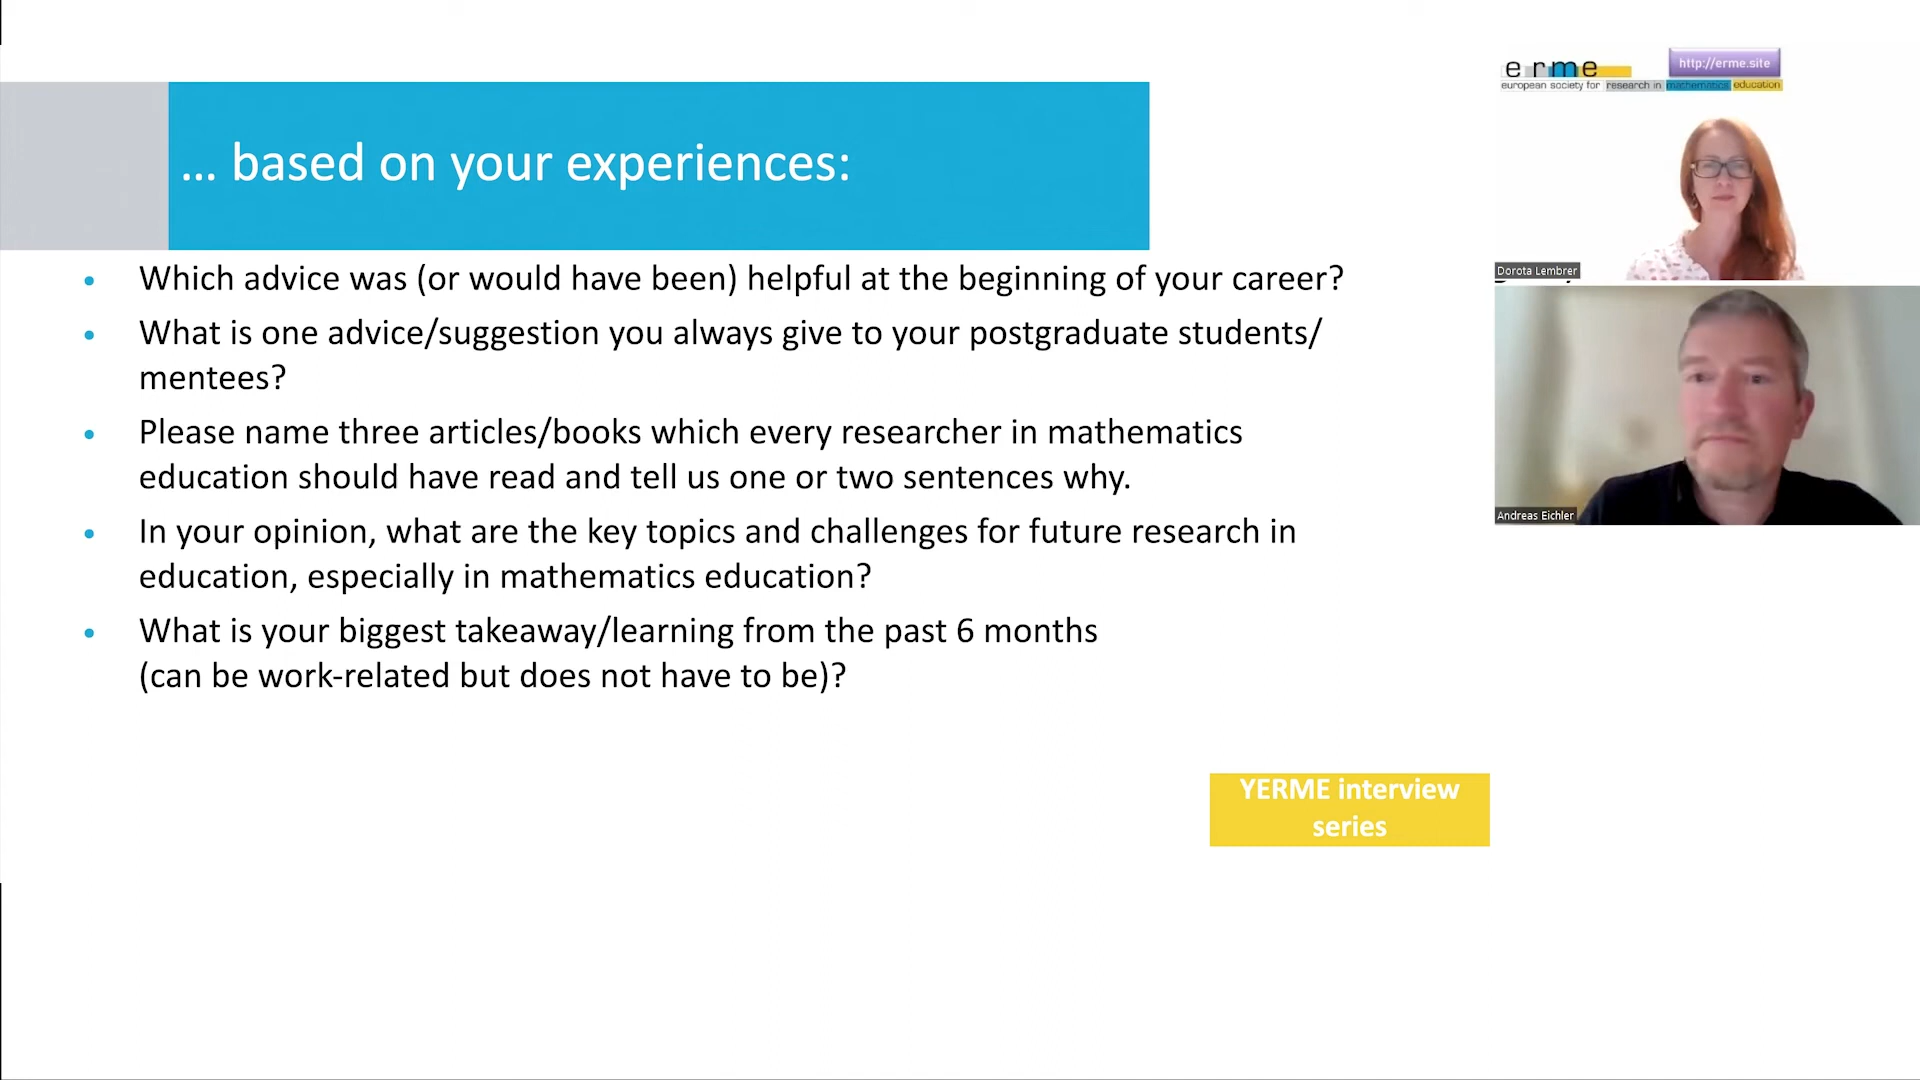 … based on your experiences:
• Which advice was (or would have been) helpful at the beginning of your career?
• What is one advice/suggestion you always give to your postgraduate students/
mentees?
• Please name three articles/books which every researcher in mathematics
education should have read and tell us one or two sentences why.
• In your opinion, what are the key topics and challenges for future research in
education, especially in mathematics education?
• What is your biggest takeaway/learning from the past 6 months
(can be work-related but does not have to be)?
YERME interview
series
erme
http://erme.site
european society for research in mathematics education
Dorota Lembrer
Andreas Eichler